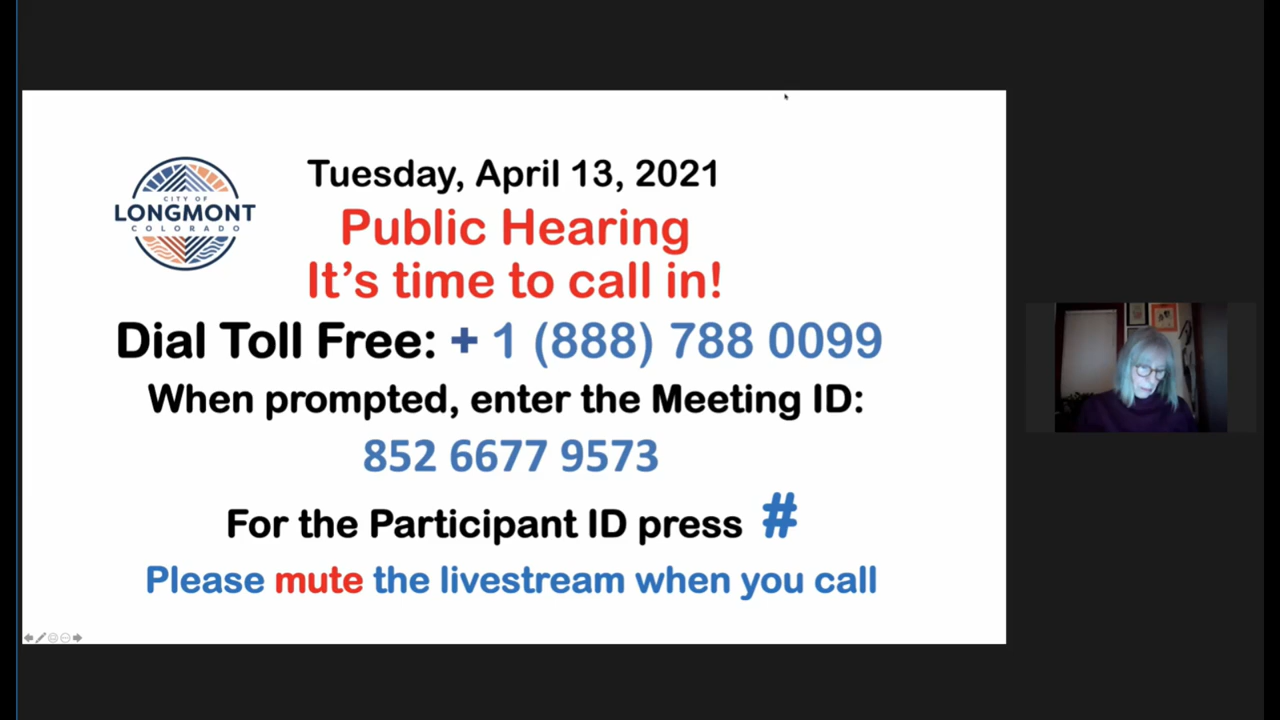 Tuesday, April 13, 2021
CITY OF
LONGMONT
COLORADO
Public Hearing
It's time to call in!
Dial Toll Free: + 1 (888) 788 0099
When prompted, enter the Meeting ID:
852 6677 9573
For the Participant ID press #
Please mute the livestream when you call